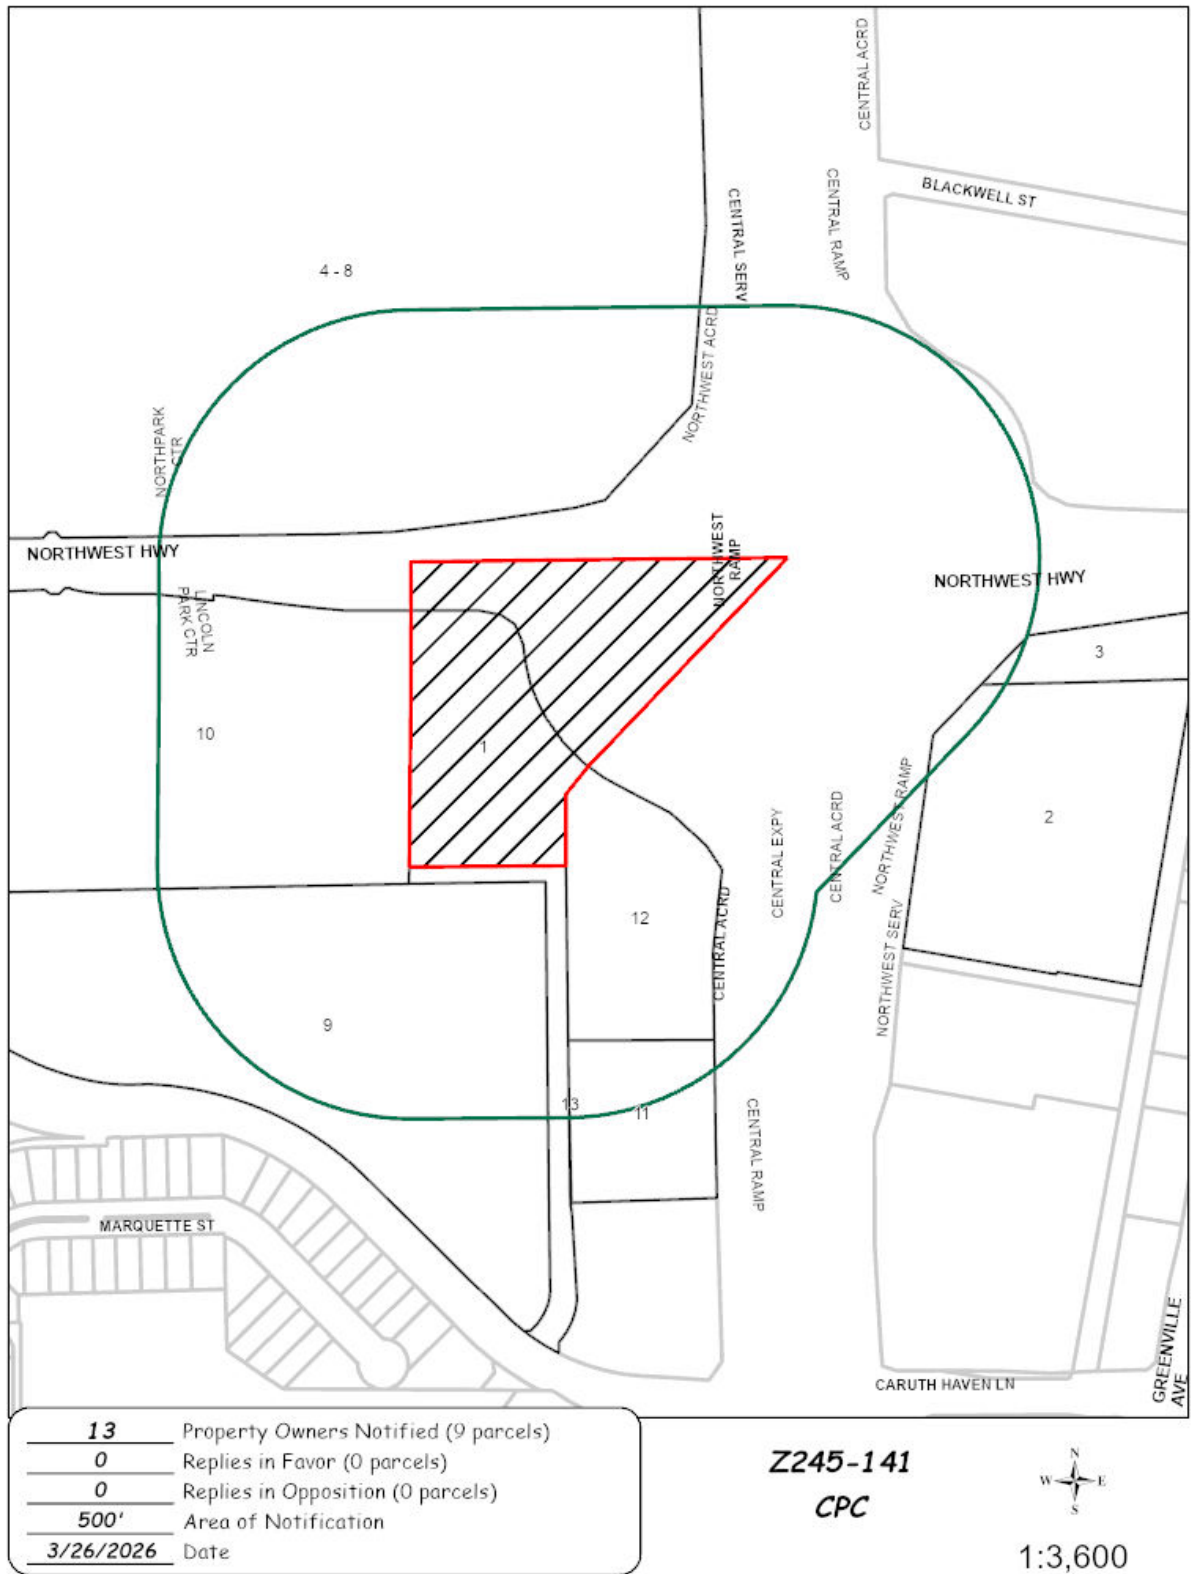 CENTRAL ACRD
BLACKWELL ST
CENTRAL RAMP
CENTRAL SERV
4 - 8
NORTHWEST ACRD
NORTHPARK
CTR
NORTHWEST HWY
NORTHWEST
RAMP
NORTHWEST HWY
LINCOLN
PARK CTR
3
10
1
NORTHWEST RAMP
2
CENTRAL EXPY
CENTRAL ACRD
12
CENTRAL ACRD
NORTHWEST SERV
9
13
11
CENTRAL RAMP
MARQUETTE ST
GREENVILLE
AVE
CARUTH HAVEN LN
13 Property Owners Notified (9 parcels)
0 Replies in Favor (0 parcels)
0 Replies in Opposition (0 parcels)
500' Area of Notification
3/26/2026 Date
Z245-141
CPC
N
W E
S
1:3,600